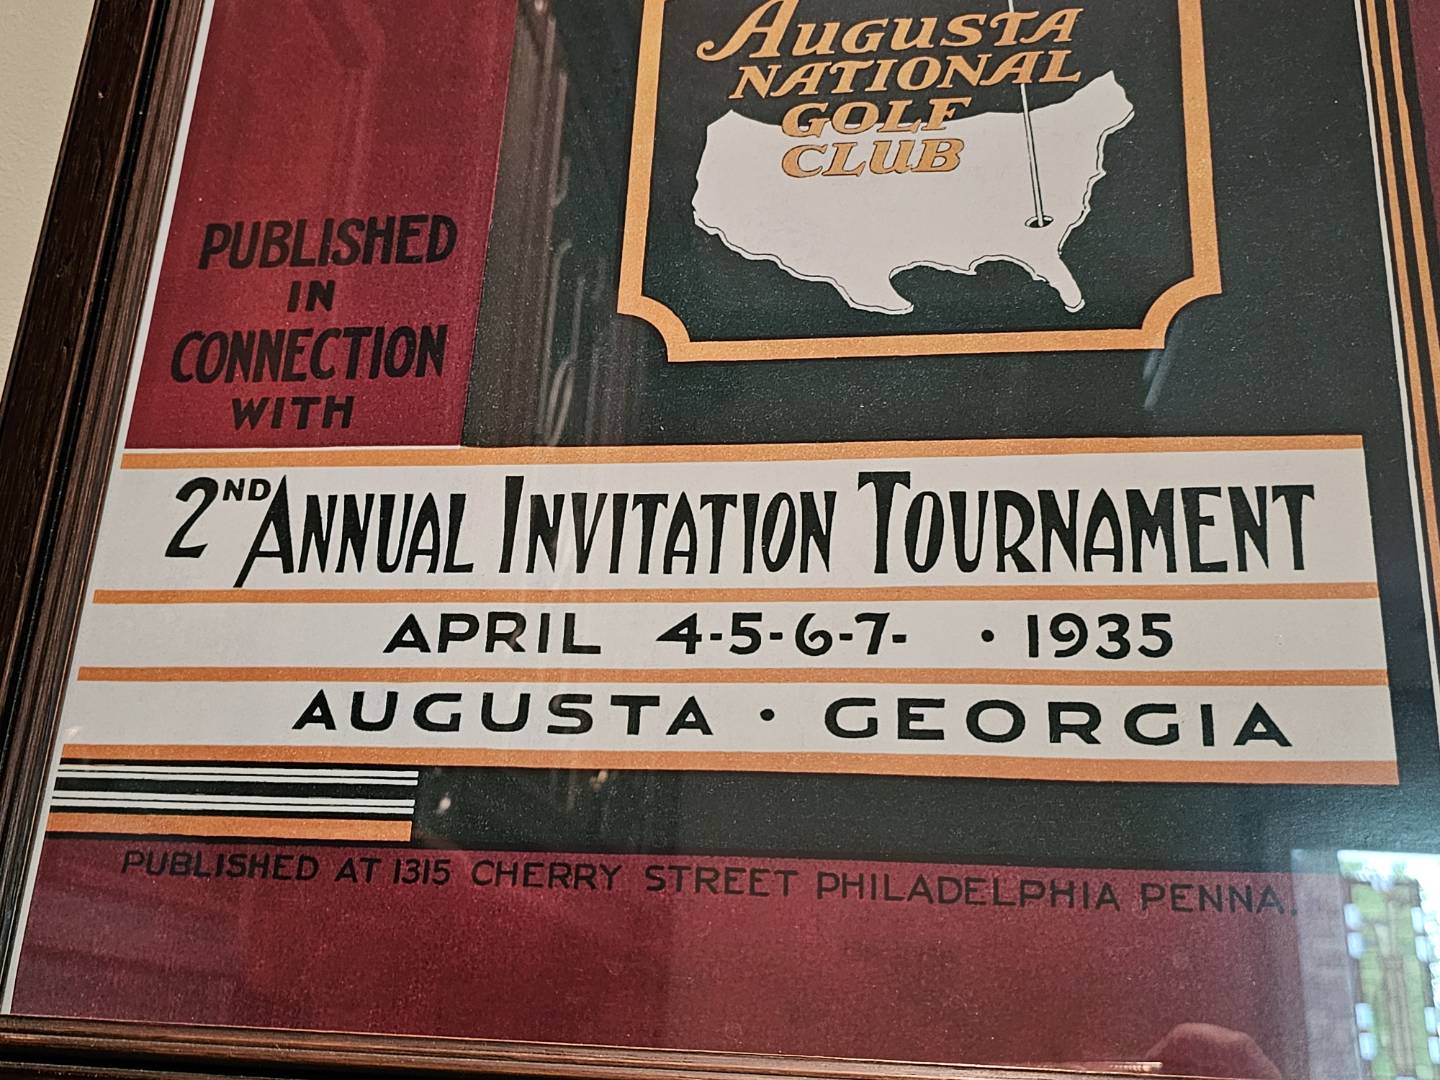 AUGUSTA
NATIONAL
GOLF
CLUB
PUBLISHED
IN
CONNECTION
WITH
2ND ANNUAL INVITATION TOURNAMENT
APRIL 4-5-6-7- · 1935
AUGUSTA · GEORGIA
PUBLISHED AT 1315 CHERRY STREET PHILADELPHIA PENNA.